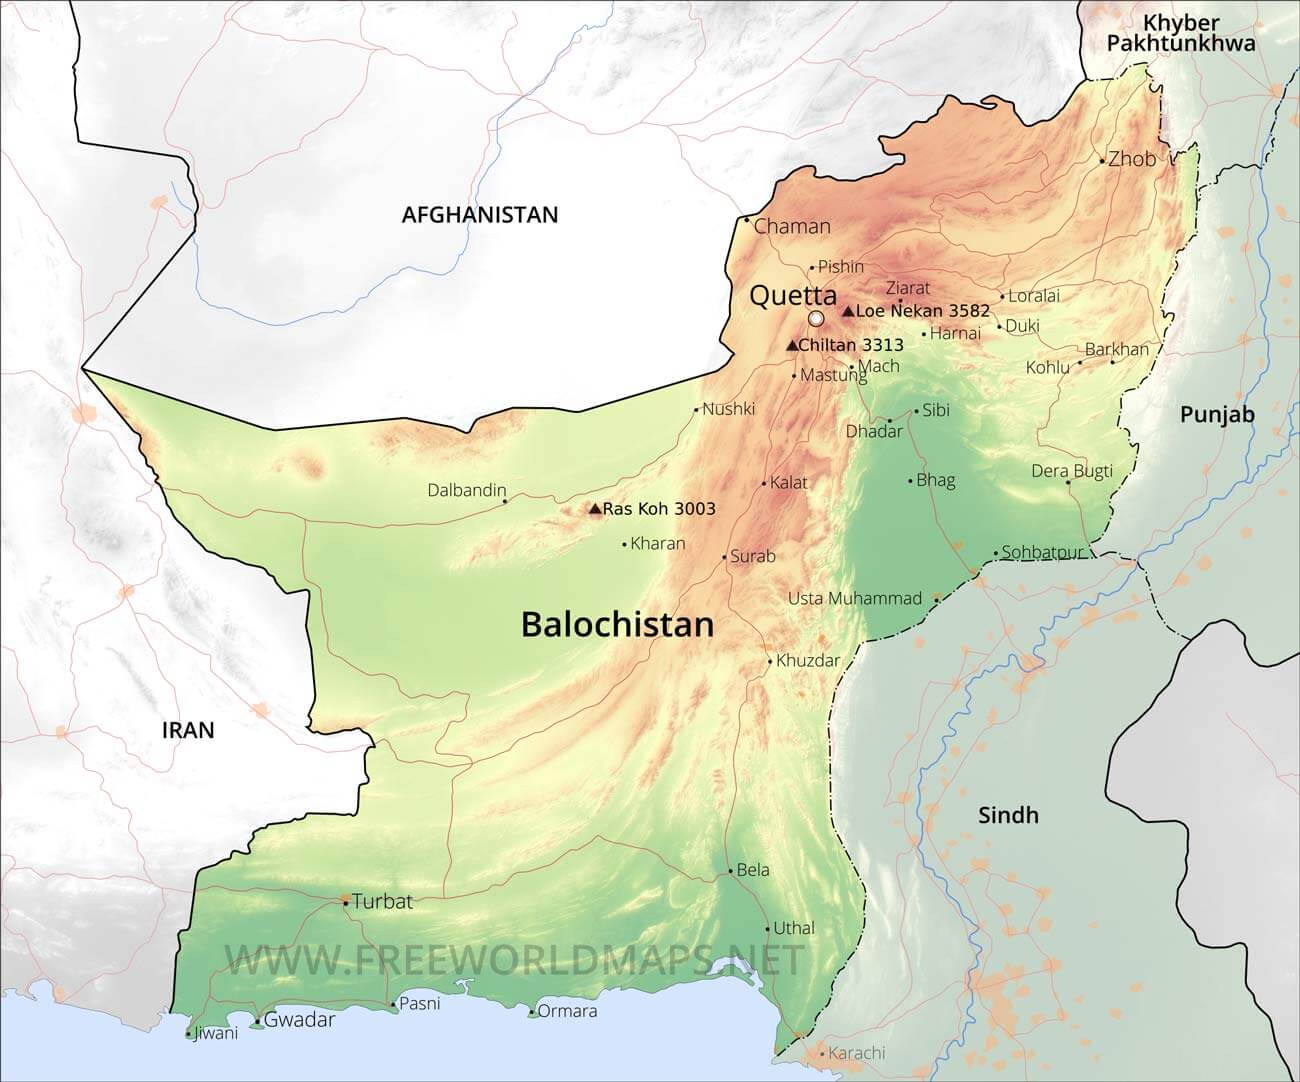 Khyber
Pakhtunkhwa
Zhob
AFGHANISTAN
Chaman
Pishin
Quetta
Ziarat
Loralai
Loe Nekan 3582
Duki
Harnai
Chiltan 3313
Barkhan
Mach
Kohlu
Mastung
Nushki
Sibi
Punjab
Dhadar
Dera Bugti
Kalat
Bhag
Dalbandin
Ras Koh 3003
Kharan
Surab
Sohbatpur
Usta Muhammad
Balochistan
Khuzdar
IRAN
Sindh
Bela
Turbat
Uthal
WWW.FREEWORLDMAPS.NET
Pasni
Ormara
Gwadar
Jiwani
Karachi